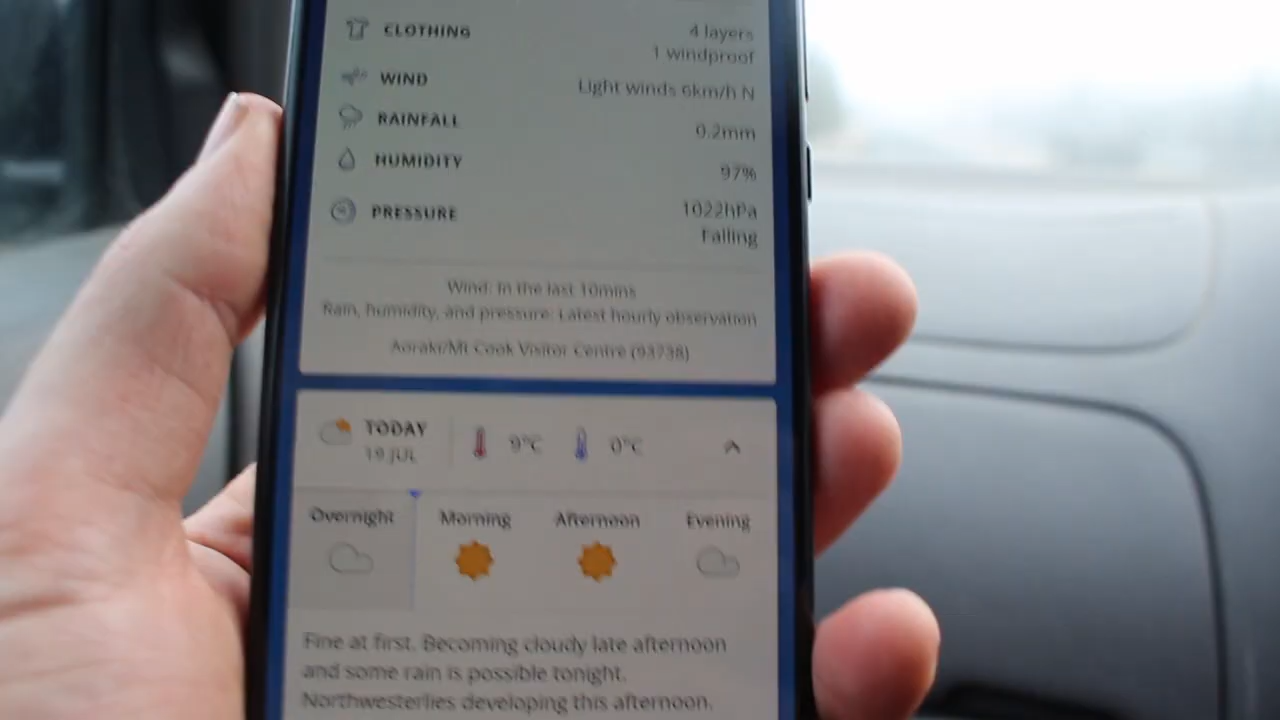 CLOTHING 4 layers
1 windproof
WIND Light winds 6km/h N
RAINFALL 0.2mm
HUMIDITY 97%
PRESSURE 1022hPa
Falling
Wind: In the last 10mins
Rain, humidity, and pressure: Latest hourly observation
Aoraki/Mt Cook Visitor Centre (93738)
TODAY 9°C 0°C
19 JUL
Overnight Morning Afternoon Evening
Fine at first. Becoming cloudy late afternoon
and some rain is possible tonight.
Northwesterlies developing this afternoon.